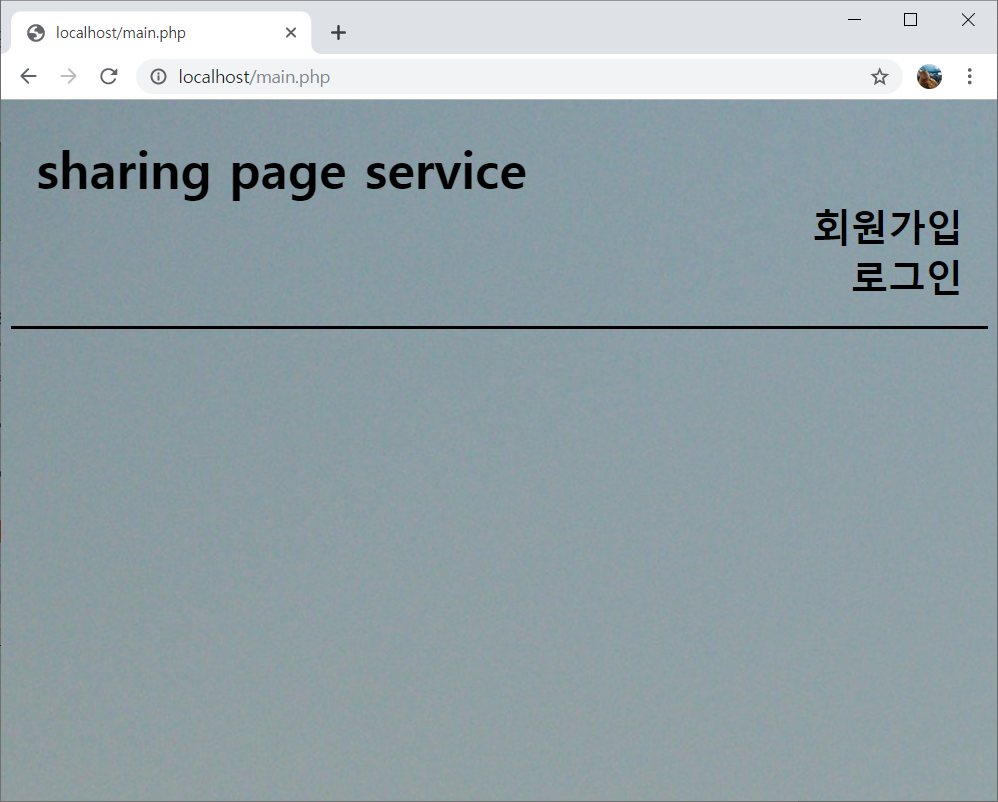 localhost/main.php
localhost/main.php
sharing page service
회원가입
로그인